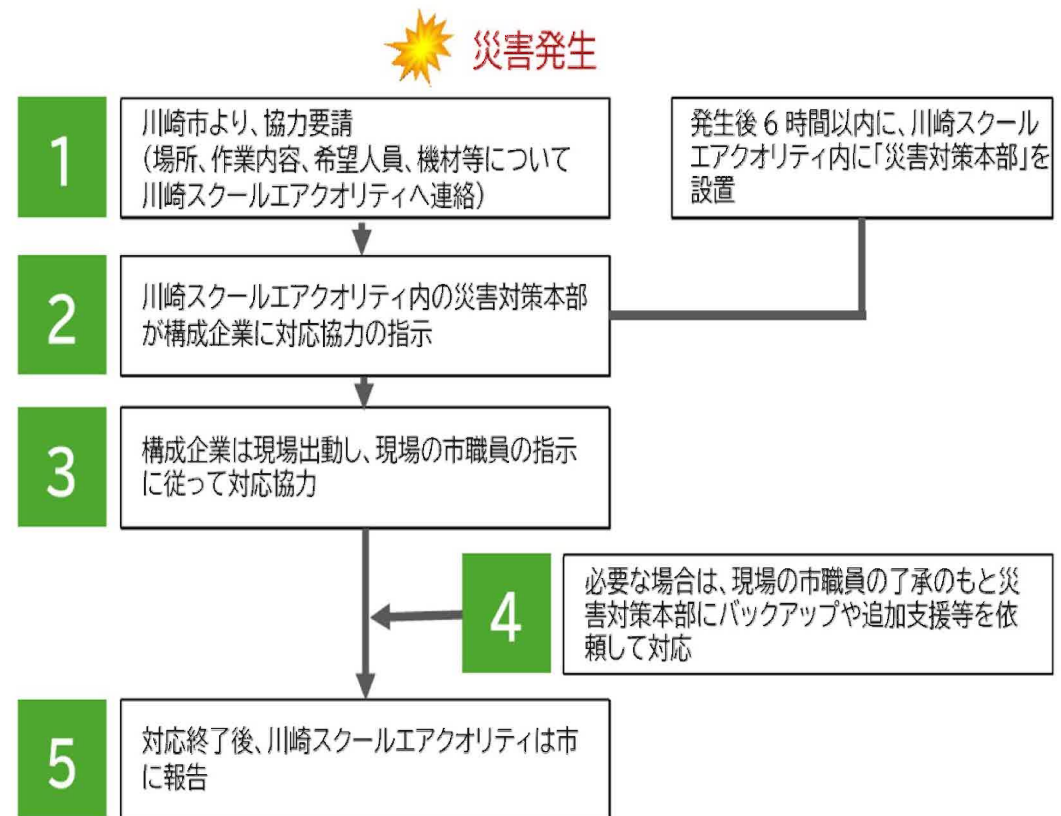 災害発生
1
川崎市より、協力要請
（場所、作業内容、希望人員、機材等について
川崎スクールエアクオリティへ連絡）
発生後6時間以内に、川崎スクール
エアクオリティ内に「災害対策本部」を
設置
2
川崎スクールエアクオリティ内の災害対策本部
が構成企業に対応協力の指示
3
構成企業は現場出動し、現場の市職員の指示
に従って対応協力
4
必要な場合は、現場の市職員の了承のもと災
害対策本部にバックアップや追加支援等を依
頼して対応
5
対応終了後、川崎スクールエアクオリティは市
に報告